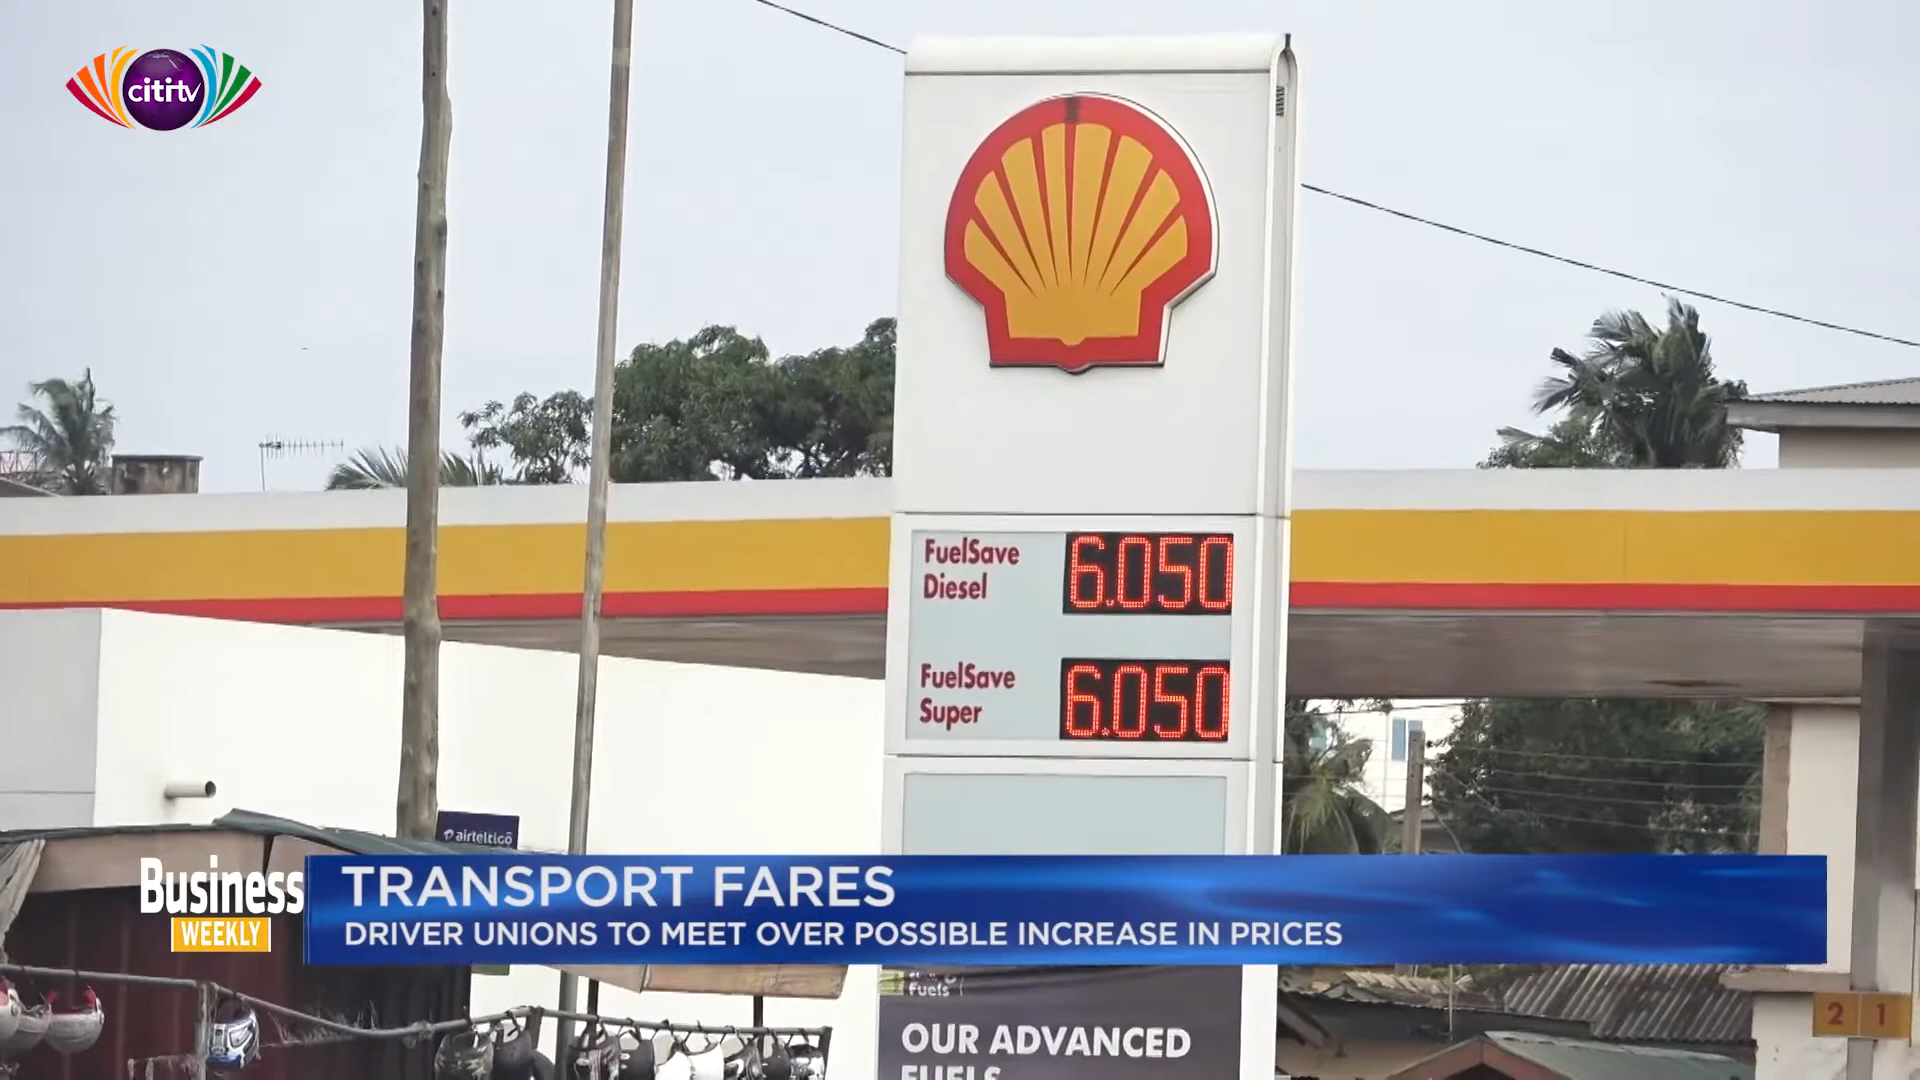 citi tv
FuelSave
Diesel
6.050
FuelSave
Super
6.050
airteltigo
Business
WEEKLY
TRANSPORT FARES
DRIVER UNIONS TO MEET OVER POSSIBLE INCREASE IN PRICES
Fuels
OUR ADVANCED
FUELS
2 1